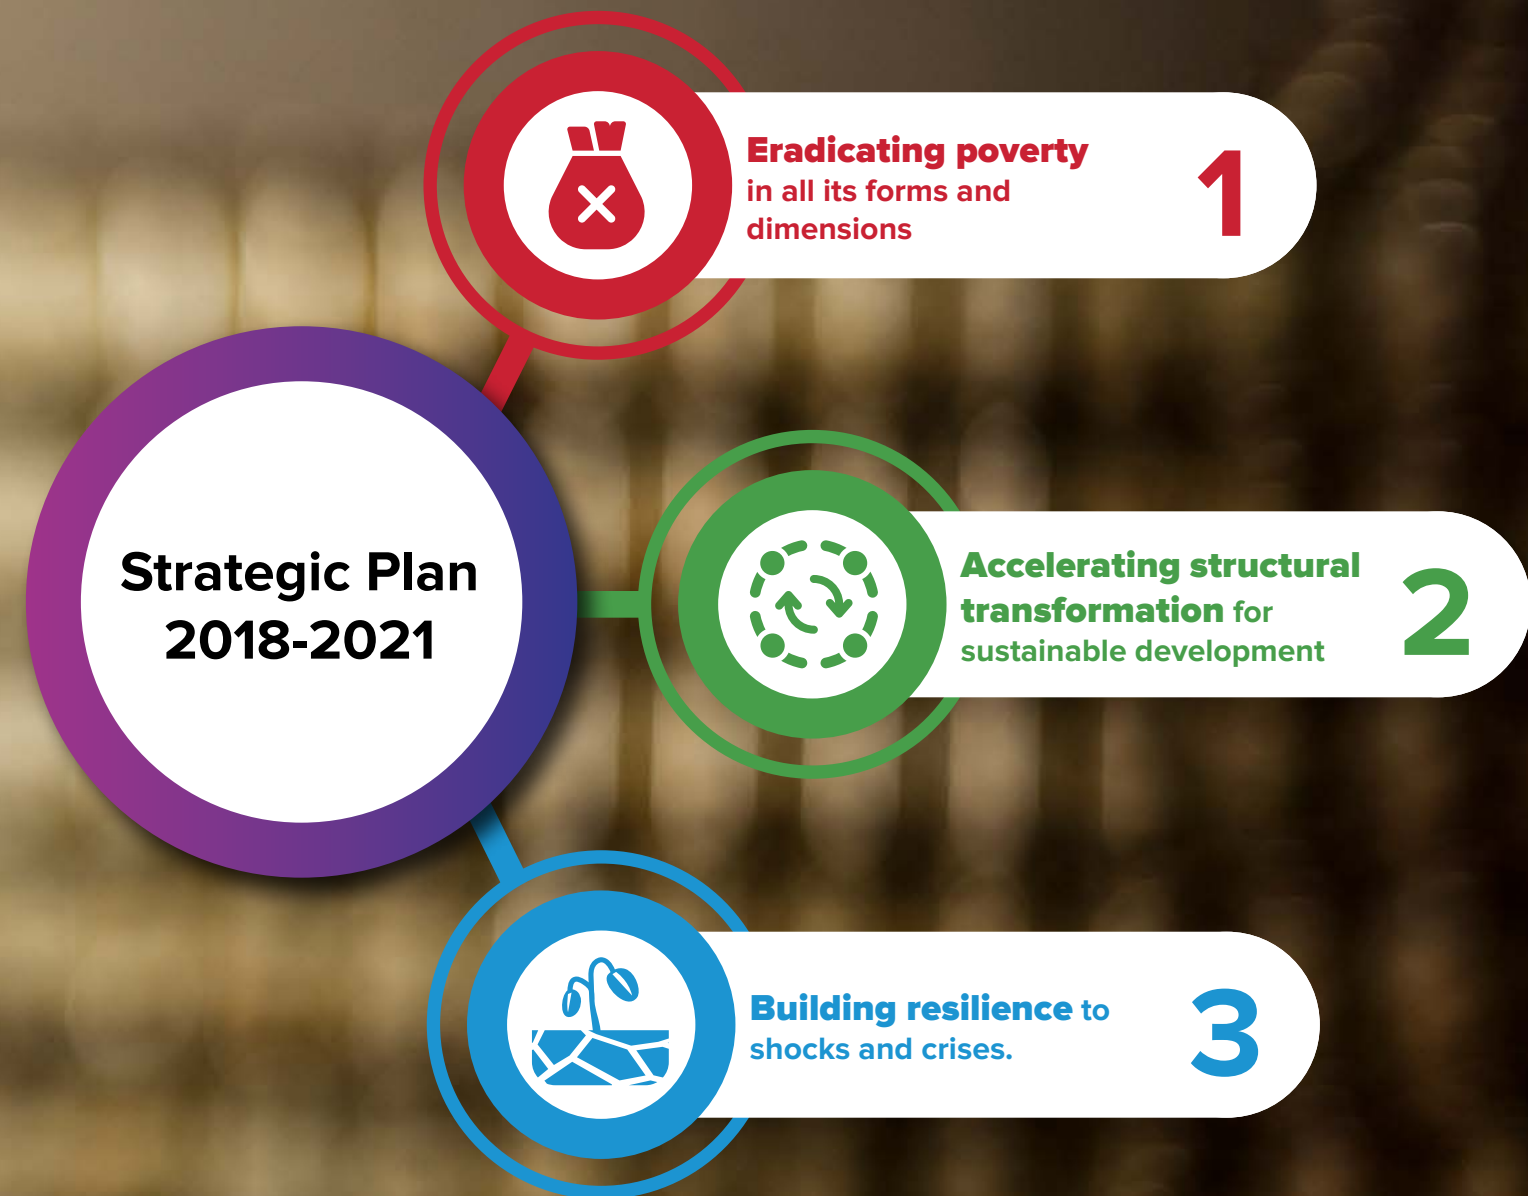 Eradicating poverty
in all its forms and
dimensions
1
Strategic Plan
2018-2021
Accelerating structural
transformation for
sustainable development
2
Building resilience to
shocks and crises.
3